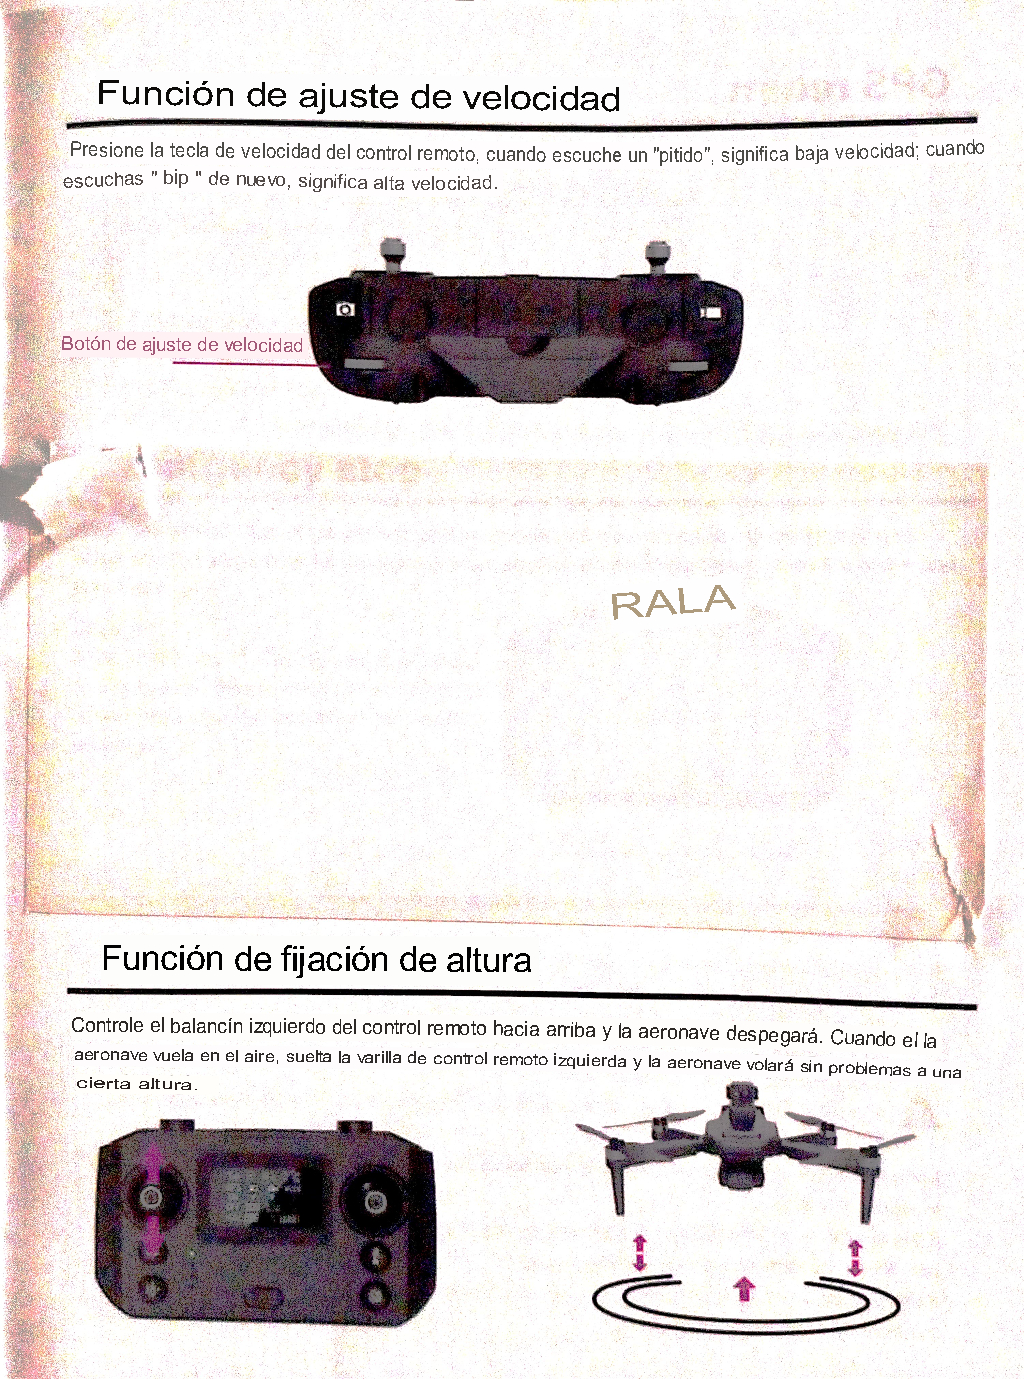 Función de ajuste de velocidad
Presione la tecla de velocidad del control remoto, cuando escuche un "pitido", significa baja velocidad; cuando
escuchas " bip " de nuevo, significa alta velocidad.
Botón de ajuste de velocidad
RALA
Función de fijación de altura
Controle el balancín izquierdo del control remoto hacia arriba y la aeronave despegará. Cuando el la
aeronave vuela en el aire, suelta la varilla de control remoto izquierda y la aeronave volará sin problemas a una
cierta altura.